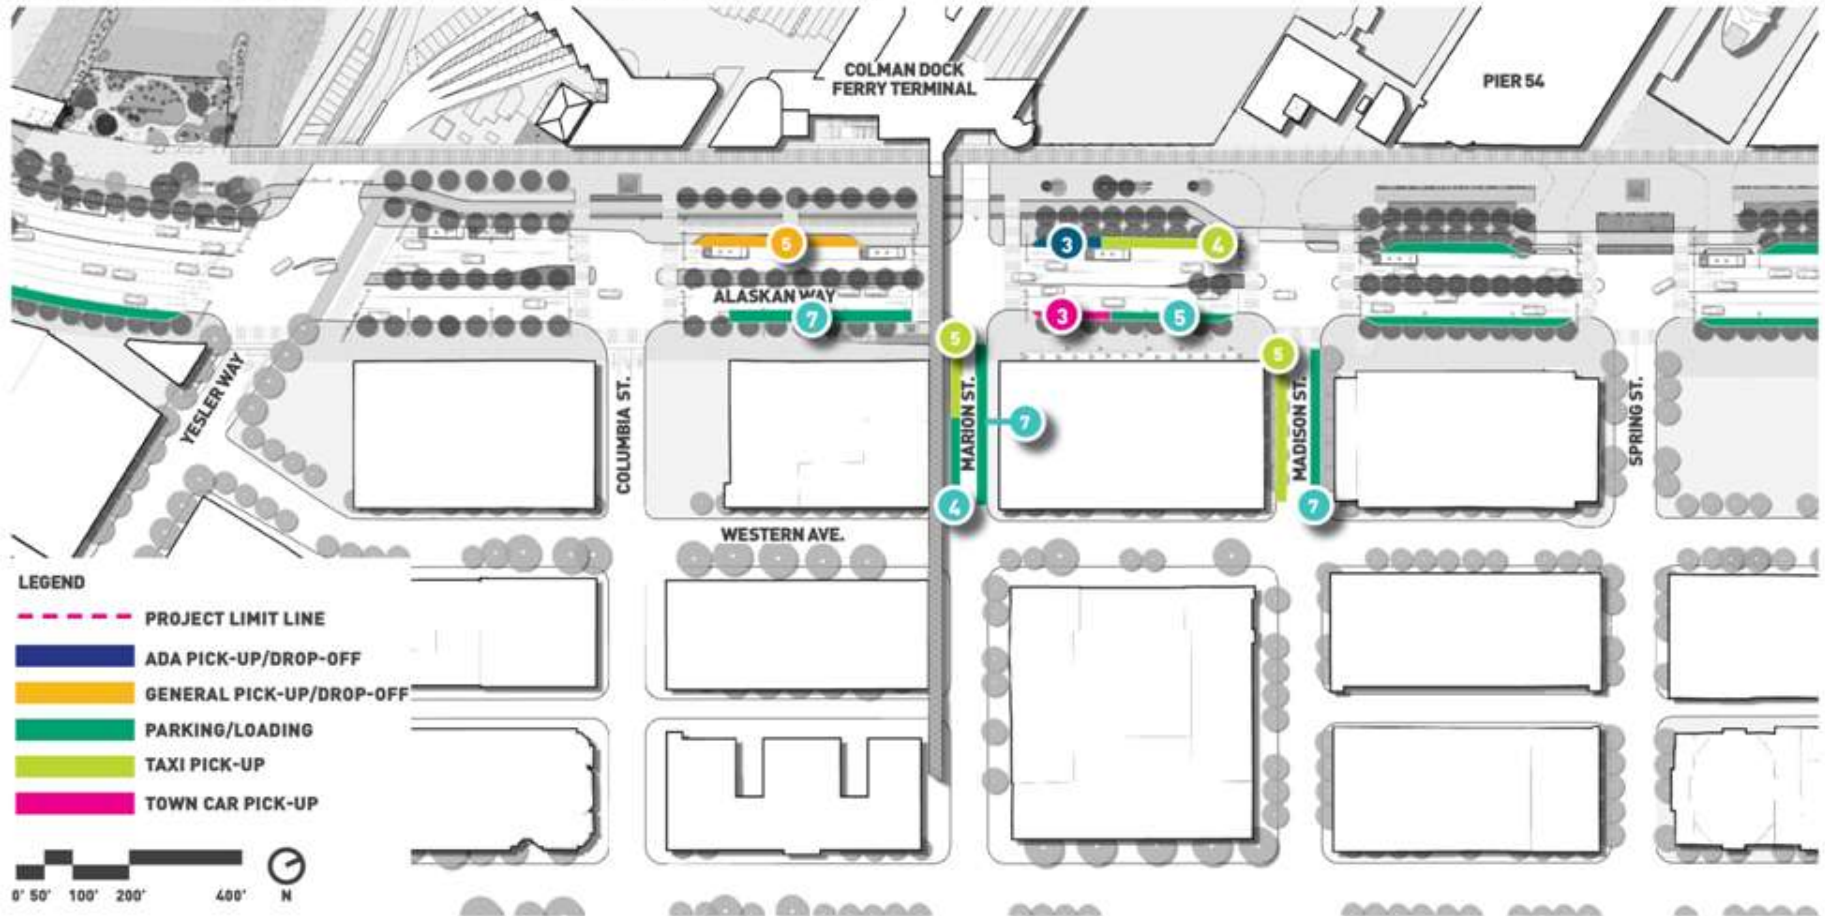 COLMAN DOCK
FERRY TERMINAL
PIER 54
5
3
4
ALASKAN WAY
7
3
5
5
5
YESLER WAY
COLUMBIA ST.
MARION ST.
7
MADISON ST.
SPRING ST.
4
7
WESTERN AVE.
LEGEND
PROJECT LIMIT LINE
ADA PICK-UP/DROP-OFF
GENERAL PICK-UP/DROP-OFF
PARKING/LOADING
TAXI PICK-UP
TOWN CAR PICK-UP
0' 50' 100' 200' 400' N